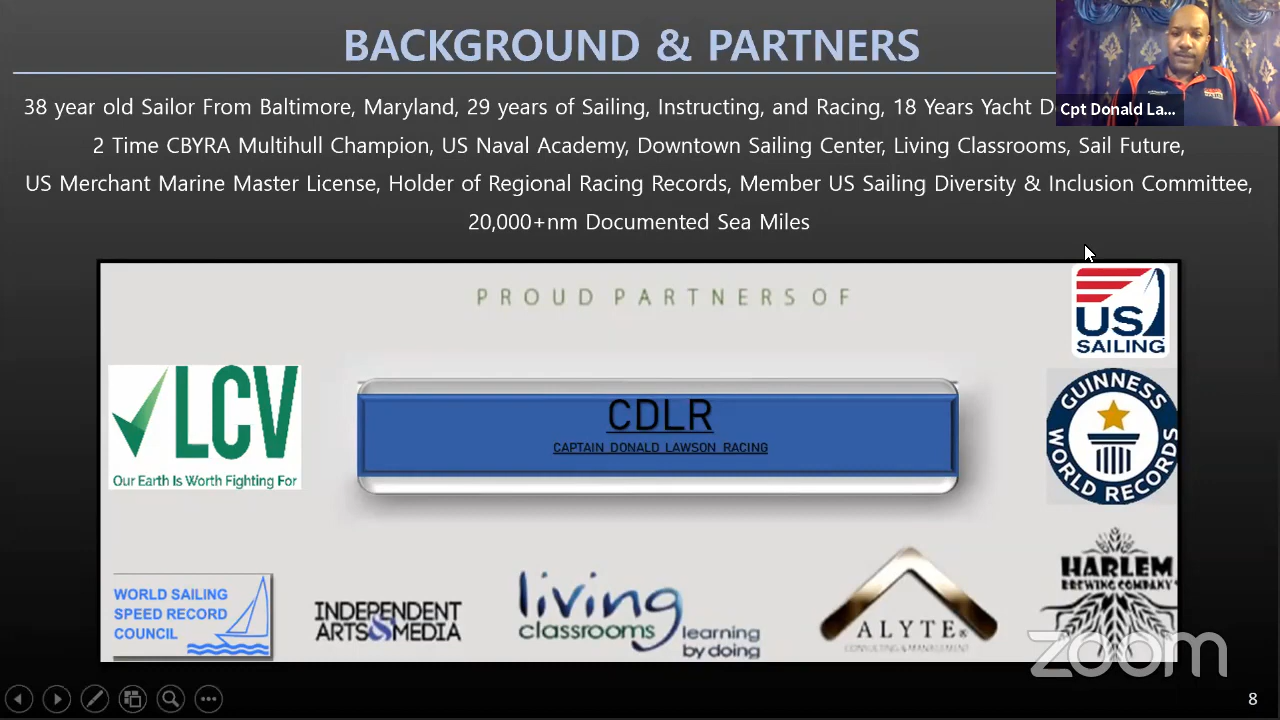 BACKGROUND & PARTNERS
38 year old Sailor From Baltimore, Maryland, 29 years of Sailing, Instructing, and Racing, 18 Years Yacht D
Cpt Donald La...
2 Time CBYRA Multihull Champion, US Naval Academy, Downtown Sailing Center, Living Classrooms, Sail Future,
US Merchant Marine Master License, Holder of Regional Racing Records, Member US Sailing Diversity & Inclusion Committee,
20,000+nm Documented Sea Miles
PROUD PARTNERS OF
US
SAILING
LCV
Our Earth Is Worth Fighting For
CDLR
CAPTAIN DONALD LAWSON RACING
GUINNESS
WORLD RECORDS
WORLD SAILING
SPEED RECORD
COUNCIL
INDEPENDENT
ARTS&MEDIA
living
classrooms
learning
by doing
ALYTE®
CONSULTING & MANAGEMENT
HARLEM
BREWING COMPANY
zoom
8